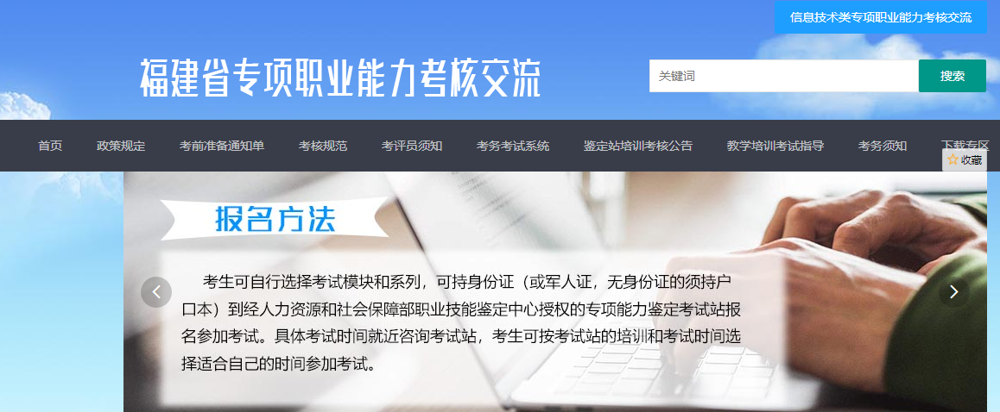 信息技术类专项职业能力考核交流
福建省专项职业能力考核交流
关键词
搜索
首页
政策规定
考前准备通知单
考核规范
考评员须知
考务考试系统
鉴定站培训考核公告
教学培训考试指导
考务须知
下载专区
收藏
报名方法
考生可自行选择考试模块和系列，可持身份证（或军人证，无身份证的须持户
口本）到经人力资源和社会保障部职业技能鉴定中心授权的专项能力鉴定考试站报
名参加考试。具体考试时间就近咨询考试站，考生可按考试站的培训和考试时间选
择适合自己的时间参加考试。